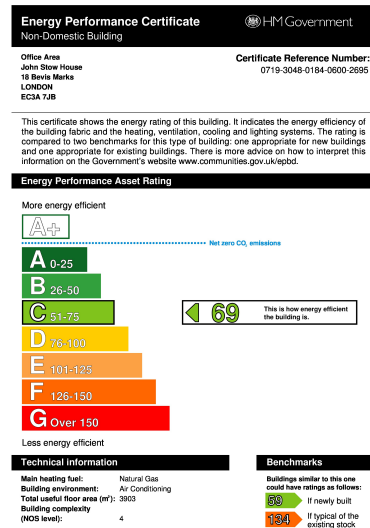 Energy Performance Certificate
Non-Domestic Building
HM Government
Office Area
John Stow House
18 Bevis Marks
LONDON
EC3A 7JB
Certificate Reference Number:
0719-3048-0184-0600-2695
This certificate shows the energy rating of this building. It indicates the energy efficiency of
the building fabric and the heating, ventilation, cooling and lighting systems. The rating is
compared to two benchmarks for this type of building: one appropriate for new buildings
and one appropriate for existing buildings. There is more advice on how to interpret this
information on the Government's website www.communities.gov.uk/epbd.
Energy Performance Asset Rating
More energy efficient
A+
Net zero CO₂ emissions
A 0-25
B 26-50
C 51-75
69
This is how energy efficient
the building is.
D 76-100
E 101-125
F 126-150
G Over 150
Less energy efficient
Technical information
Main heating fuel: Natural Gas
Building environment: Air Conditioning
Total useful floor area (m²): 3903
Building complexity
(NOS level): 4
Benchmarks
Buildings similar to this one
could have ratings as follows:
59 If newly built
134 If typical of the
existing stock